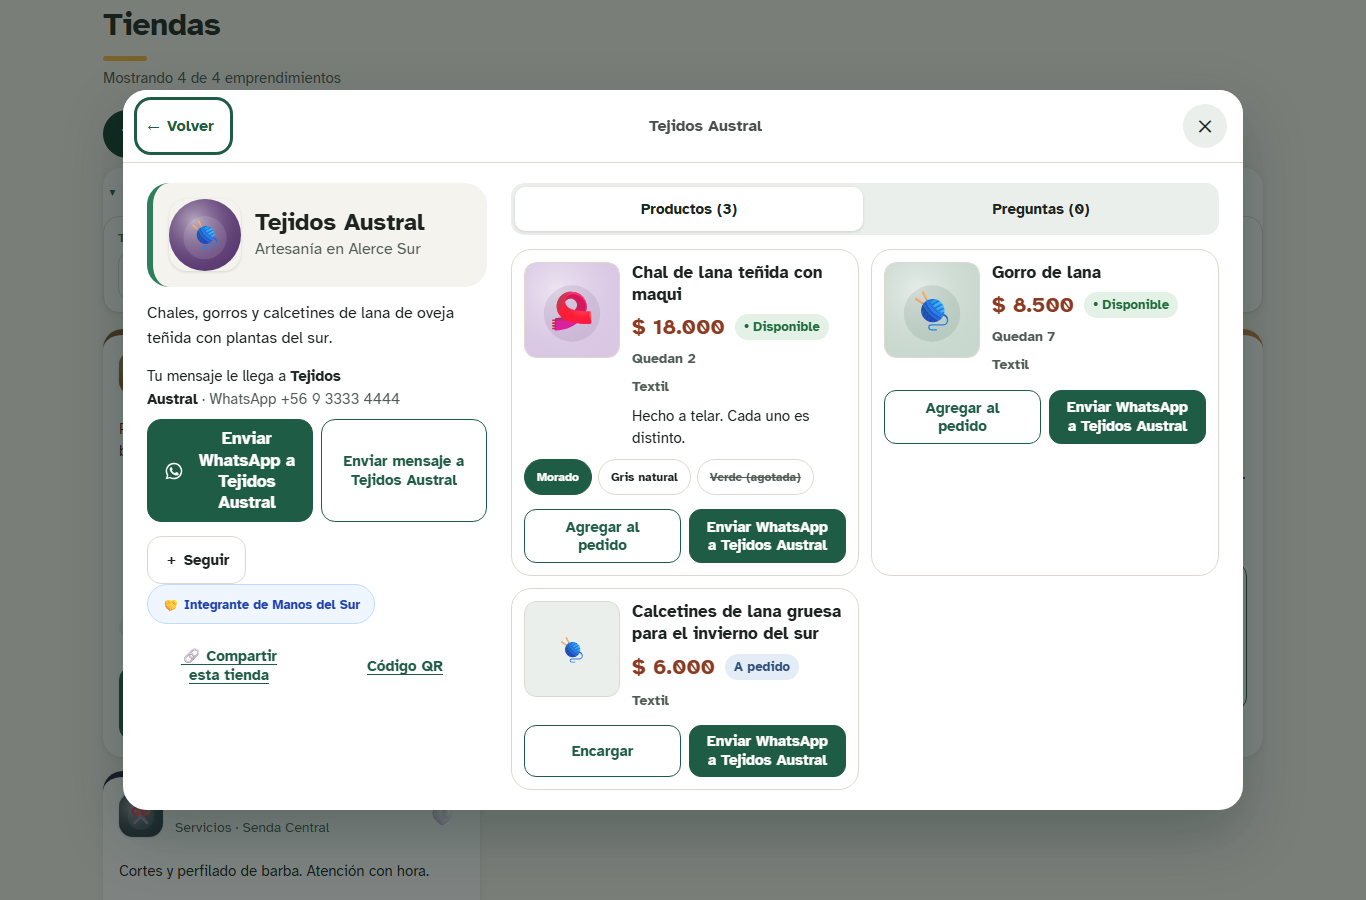 Tiendas
Mostrando 4 de 4 emprendimientos
← Volver
Tejidos Austral
Tejidos Austral
Artesanía en Alerce Sur
Chales, gorros y calcetines de lana de oveja
teñida con plantas del sur.
Tu mensaje le llega a Tejidos
Austral · WhatsApp +56 9 3333 4444
Enviar
WhatsApp a
Tejidos
Austral
Enviar mensaje a
Tejidos Austral
+ Seguir
Integrante de Manos del Sur
Compartir
esta tienda
Código QR
Productos (3)
Preguntas (0)
Chal de lana teñida con
maqui
$ 18.000 • Disponible
Quedan 2
Textil
Hecho a telar. Cada uno es
distinto.
Morado
Gris natural
Verde (agotada)
Agregar al
pedido
Enviar WhatsApp
a Tejidos Austral
Gorro de lana
$ 8.500 • Disponible
Quedan 7
Textil
Agregar al
pedido
Enviar WhatsApp
a Tejidos Austral
Calcetines de lana gruesa
para el invierno del sur
$ 6.000 A pedido
Textil
Encargar
Enviar WhatsApp
a Tejidos Austral
Servicios · Senda Central
Cortes y perfilado de barba. Atención con hora.